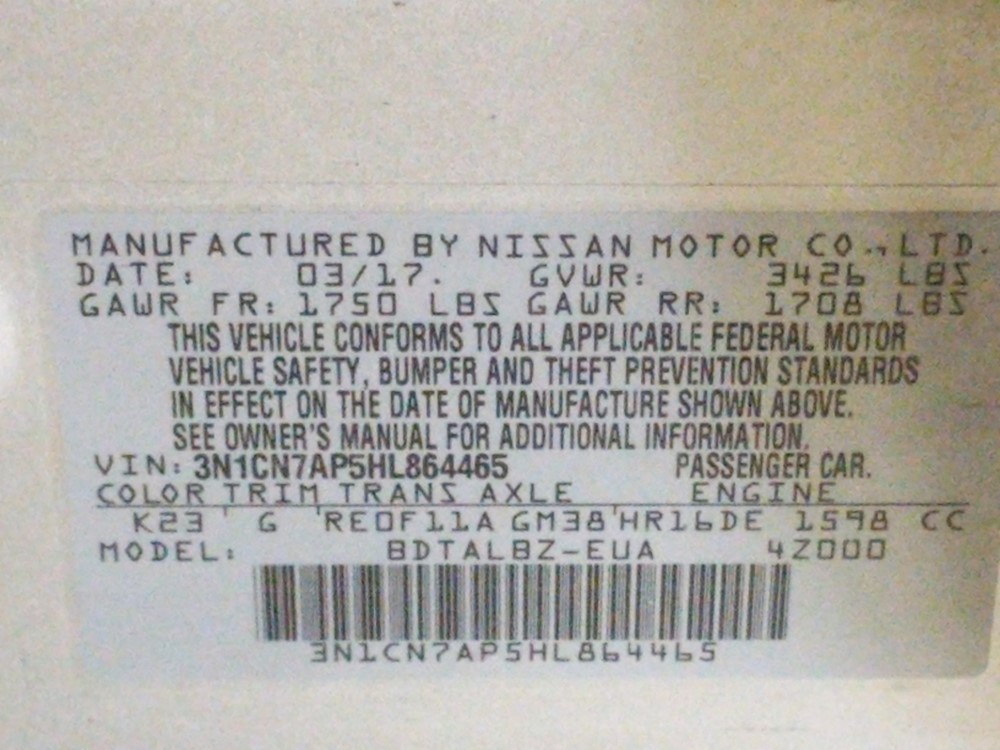 MANUFACTURED BY NISSAN MOTOR CO., LTD.
DATE: 03/17. GVWR: 3426 LBS
GAWR FR: 1750 LBS GAWR RR: 1708 LBS
THIS VEHICLE CONFORMS TO ALL APPLICABLE FEDERAL MOTOR
VEHICLE SAFETY, BUMPER AND THEFT PREVENTION STANDARDS
IN EFFECT ON THE DATE OF MANUFACTURE SHOWN ABOVE.
SEE OWNER'S MANUAL FOR ADDITIONAL INFORMATION.
VIN: 3N1CN7AP5HL864465 PASSENGER CAR.
COLOR TRIM TRANS AXLE ENGINE
K23 ' G 'RE0F11A GM38'HR16DE 1598 CC
MODEL: BDTALBZ-EUA 4Z000
3N1CN7AP5HL864465